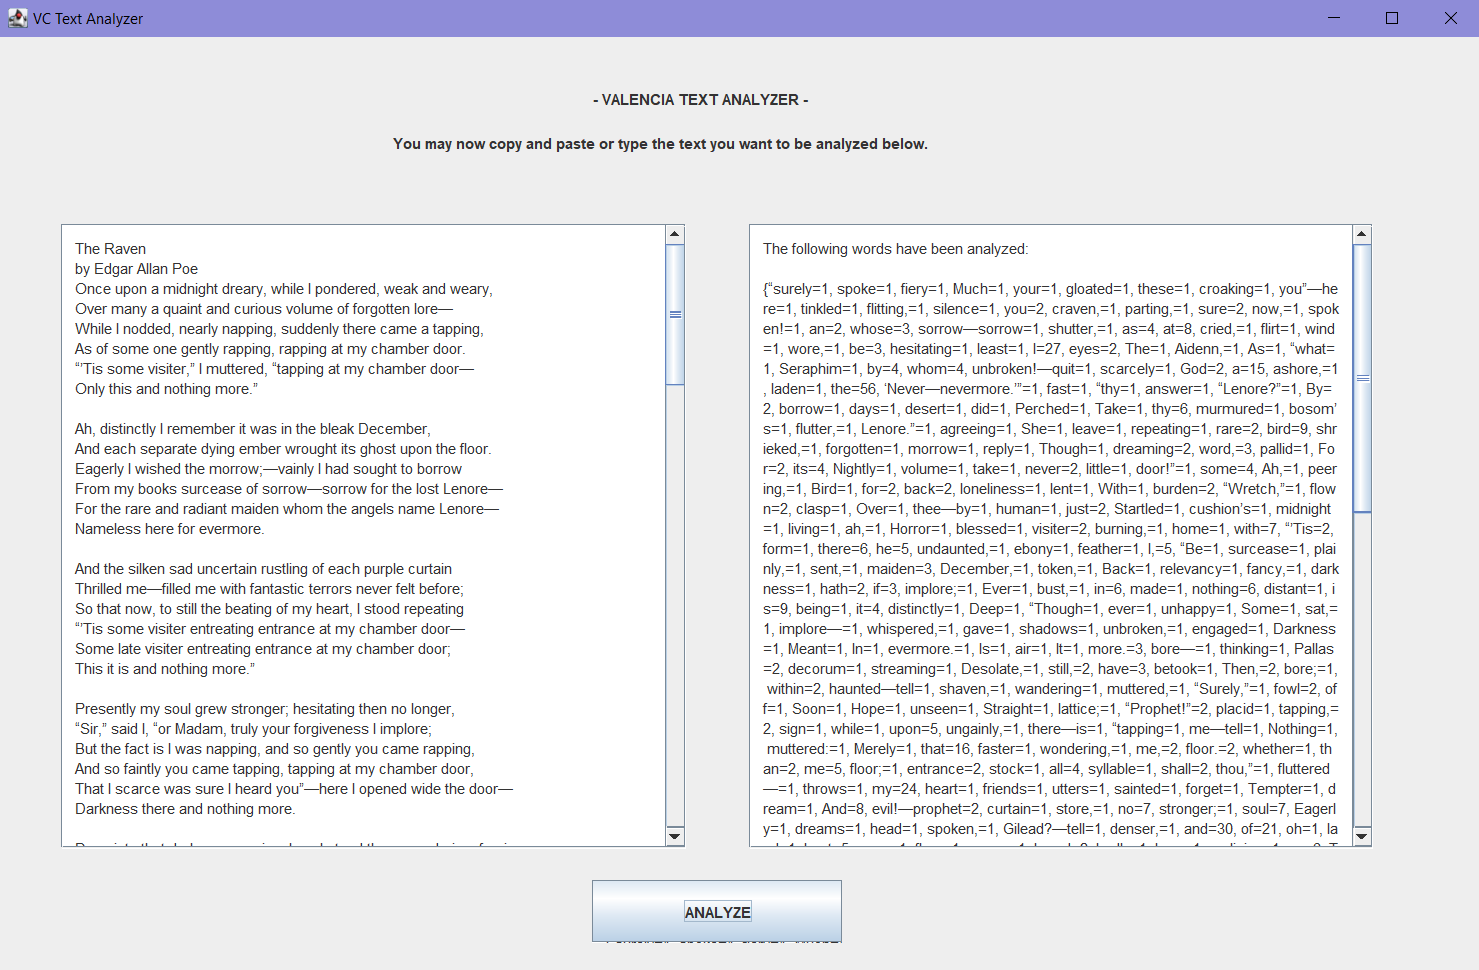 VC Text Analyzer
- VALENCIA TEXT ANALYZER -
You may now copy and paste or type the text you want to be analyzed below.
The Raven
by Edgar Allan Poe
Once upon a midnight dreary, while I pondered, weak and weary,
Over many a quaint and curious volume of forgotten lore—
While I nodded, nearly napping, suddenly there came a tapping,
As of some one gently rapping, rapping at my chamber door.
“’Tis some visiter,” I muttered, “tapping at my chamber door—
Only this and nothing more.”
Ah, distinctly I remember it was in the bleak December,
And each separate dying ember wrought its ghost upon the floor.
Eagerly I wished the morrow;—vainly I had sought to borrow
From my books surcease of sorrow—sorrow for the lost Lenore—
For the rare and radiant maiden whom the angels name Lenore—
Nameless here for evermore.
And the silken sad uncertain rustling of each purple curtain
Thrilled me—filled me with fantastic terrors never felt before;
So that now, to still the beating of my heart, I stood repeating
“’Tis some visiter entreating entrance at my chamber door—
Some late visiter entreating entrance at my chamber door;
This it is and nothing more.”
Presently my soul grew stronger; hesitating then no longer,
“Sir,” said I, “or Madam, truly your forgiveness I implore;
But the fact is I was napping, and so gently you came rapping,
And so faintly you came tapping, tapping at my chamber door,
That I scarce was sure I heard you”—here I opened wide the door—
Darkness there and nothing more.
The following words have been analyzed:
{“surely=1, spoke=1, fiery=1, Much=1, your=1, gloated=1, these=1, croaking=1, you”—he
re=1, tinkled=1, flitting,=1, silence=1, you=2, craven,=1, parting,=1, sure=2, now,=1, spok
en!=1, an=2, whose=3, sorrow—sorrow=1, shutter,=1, as=4, at=8, cried,=1, flirt=1, wind
=1, wore,=1, be=3, hesitating=1, least=1, I=27, eyes=2, The=1, Aidenn,=1, As=1, “what=
1, Seraphim=1, by=4, whom=4, unbroken!—quit=1, scarcely=1, God=2, a=15, ashore,=1
, laden=1, the=56, ‘Never—nevermore.’”=1, fast=1, “thy=1, answer=1, “Lenore?”=1, By=
2, borrow=1, days=1, desert=1, did=1, Perched=1, Take=1, thy=6, murmured=1, bosom’
s=1, flutter,=1, Lenore.”=1, agreeing=1, She=1, leave=1, repeating=1, rare=2, bird=9, shr
ieked,=1, forgotten=1, morrow=1, reply=1, Though=1, dreaming=2, word,=3, pallid=1, Fo
r=2, its=4, Nightly=1, volume=1, take=1, never=2, little=1, door!”=1, some=4, Ah,=1, peer
ing,=1, Bird=1, for=2, back=2, loneliness=1, lent=1, With=1, burden=2, “Wretch,”=1, flow
n=2, clasp=1, Over=1, thee—by=1, human=1, just=2, Startled=1, cushion’s=1, midnight
=1, living=1, ah,=1, Horror=1, blessed=1, visiter=2, burning,=1, home=1, with=7, “’Tis=2,
form=1, there=6, he=5, undaunted,=1, ebony=1, feather=1, I,=5, “Be=1, surcease=1, plai
nly,=1, sent,=1, maiden=3, December,=1, token,=1, Back=1, relevancy=1, fancy,=1, dark
ness=1, hath=2, if=3, implore;=1, Ever=1, bust,=1, in=6, made=1, nothing=6, distant=1, i
s=9, being=1, it=4, distinctly=1, Deep=1, “Though=1, ever=1, unhappy=1, Some=1, sat,=
1, implore—=1, whispered,=1, gave=1, shadows=1, unbroken,=1, engaged=1, Darkness
=1, Meant=1, In=1, evermore.=1, Is=1, air=1, It=1, more.=3, bore—=1, thinking=1, Pallas
=2, decorum=1, streaming=1, Desolate,=1, still,=2, have=3, betook=1, Then,=2, bore;=1,
within=2, haunted—tell=1, shaven,=1, wandering=1, muttered,=1, “Surely,”=1, fowl=2, of
f=1, Soon=1, Hope=1, unseen=1, Straight=1, lattice;=1, “Prophet!”=2, placid=1, tapping,=
2, sign=1, while=1, upon=5, ungainly,=1, there—is=1, “tapping=1, me—tell=1, Nothing=1,
muttered:=1, Merely=1, that=16, faster=1, wondering,=1, me,=2, floor.=2, whether=1, th
an=2, me=5, floor;=1, entrance=2, stock=1, all=4, syllable=1, shall=2, thou,”=1, fluttered
—=1, throws=1, my=24, heart=1, friends=1, utters=1, sainted=1, forget=1, Tempter=1, d
ream=1, And=8, evil!—prophet=2, curtain=1, store,=1, no=7, stronger;=1, soul=7, Eagerl
y=1, dreams=1, head=1, spoken,=1, Gilead?—tell=1, denser,=1, and=30, of=21, oh=1, la
ANALYZE